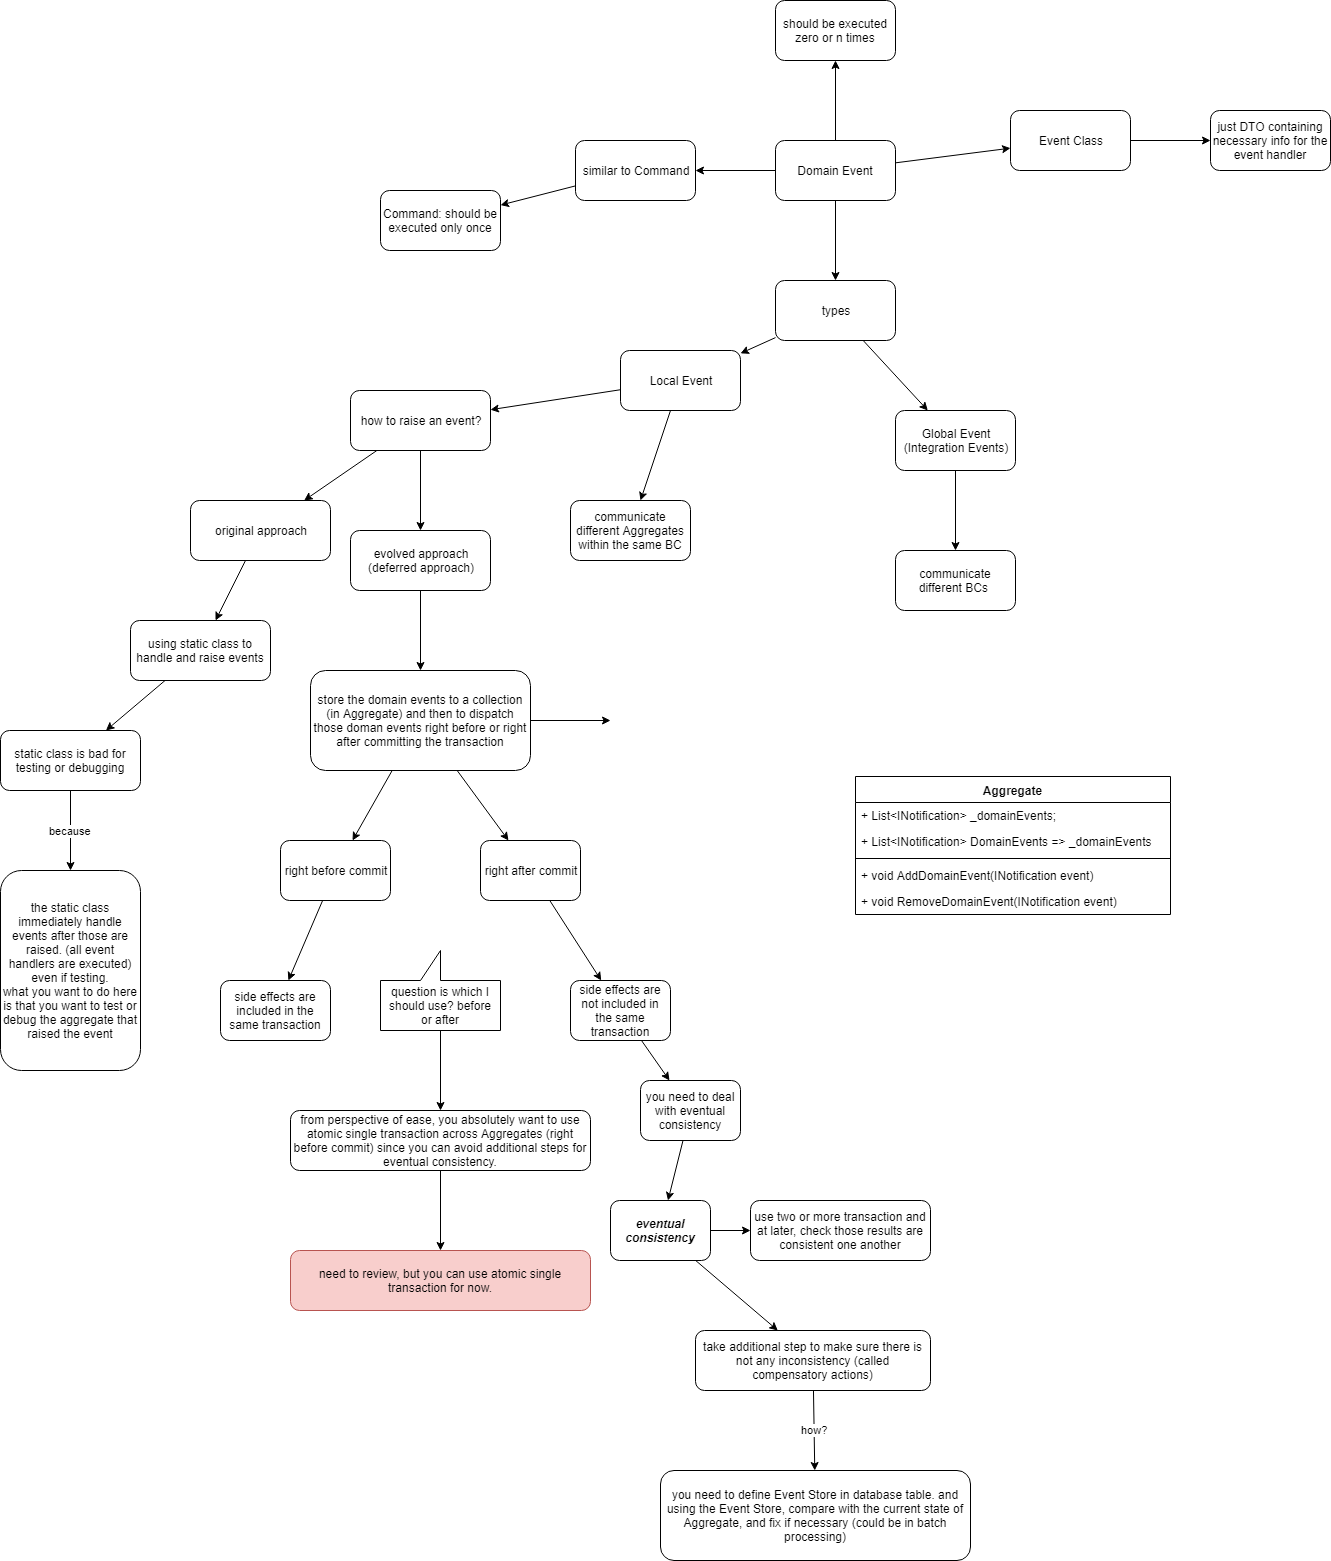 should be executed
zero or n times
Event Class
just DTO containing
necessary info for the
event handler
similar to Command
Domain Event
Command: should be
executed only once
types
Local Event
how to raise an event?
Global Event
(Integration Events)
original approach
communicate
different Aggregates
within the same BC
evolved approach
(deferred approach)
communicate
different BCs
using static class to
handle and raise events
store the domain events to a collection
(in Aggregate) and then to dispatch
those doman events right before or right
after committing the transaction
static class is bad for
testing or debugging
because
Aggregate
+ List<INotification> _domainEvents;
+ List<INotification> DomainEvents => _domainEvents
+ void AddDomainEvent(INotification event)
+ void RemoveDomainEvent(INotification event)
right before commit
right after commit
the static class
immediately handle
events after those are
raised. (all event
handlers are executed)
even if testing.
what you want to do here
is that you want to test or
debug the aggregate that
raised the event
side effects are
included in the
same transaction
question is which I
should use? before
or after
side effects are
not included in
the same
transaction
you need to deal
with eventual
consistency
from perspective of ease, you absolutely want to use
atomic single transaction across Aggregates (right
before commit) since you can avoid additional steps for
eventual consistency.
eventual
consistency
use two or more transaction and
at later, check those results are
consistent one another
need to review, but you can use atomic single
transaction for now.
take additional step to make sure there is
not any inconsistency (called
compensatory actions)
how?
you need to define Event Store in database table. and
using the Event Store, compare with the current state of
Aggregate, and fix if necessary (could be in batch
processing)